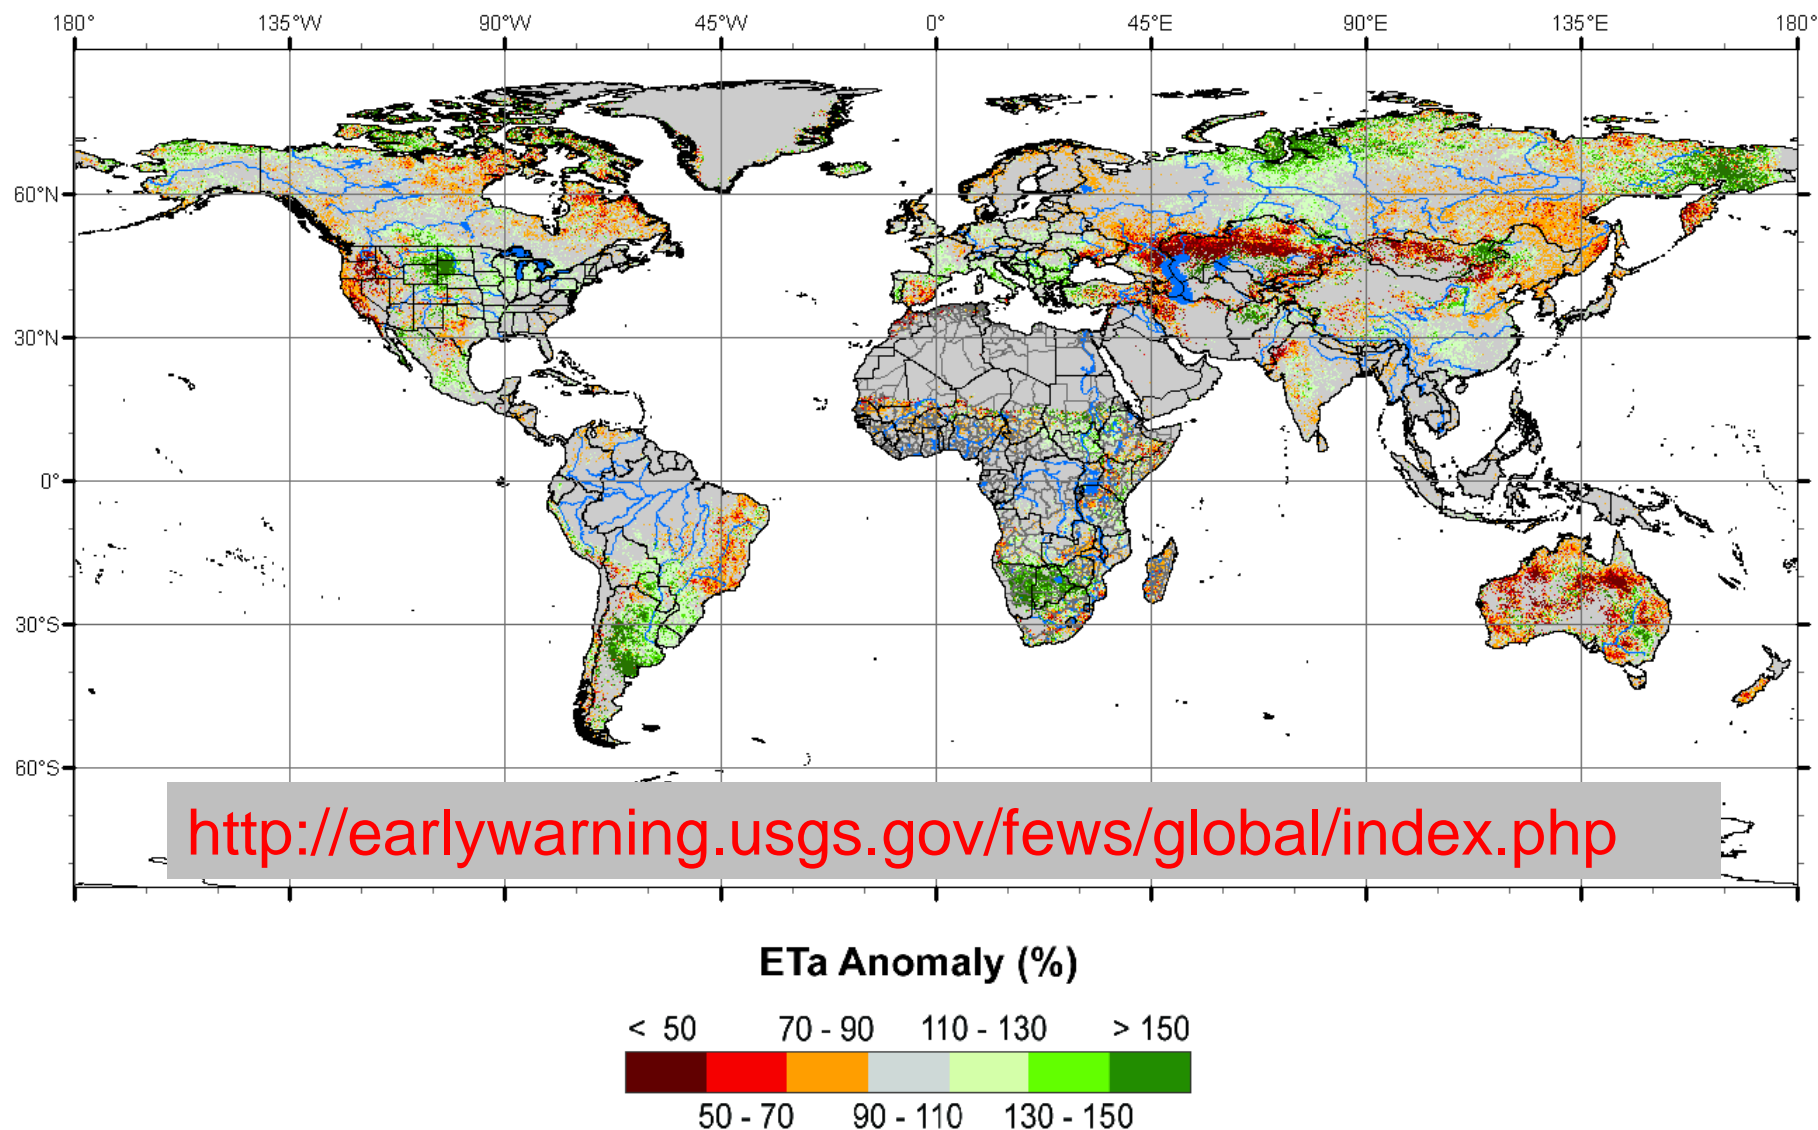 180° 135°W 90°W 45°W 0° 45°E 90°E 135°E 180°
60°N
30°N
0°
30°S
60°S
http://earlywarning.usgs.gov/fews/global/index.php
ETa Anomaly (%)
< 50 70 - 90 110 - 130 > 150
50 - 70 90 - 110 130 - 150